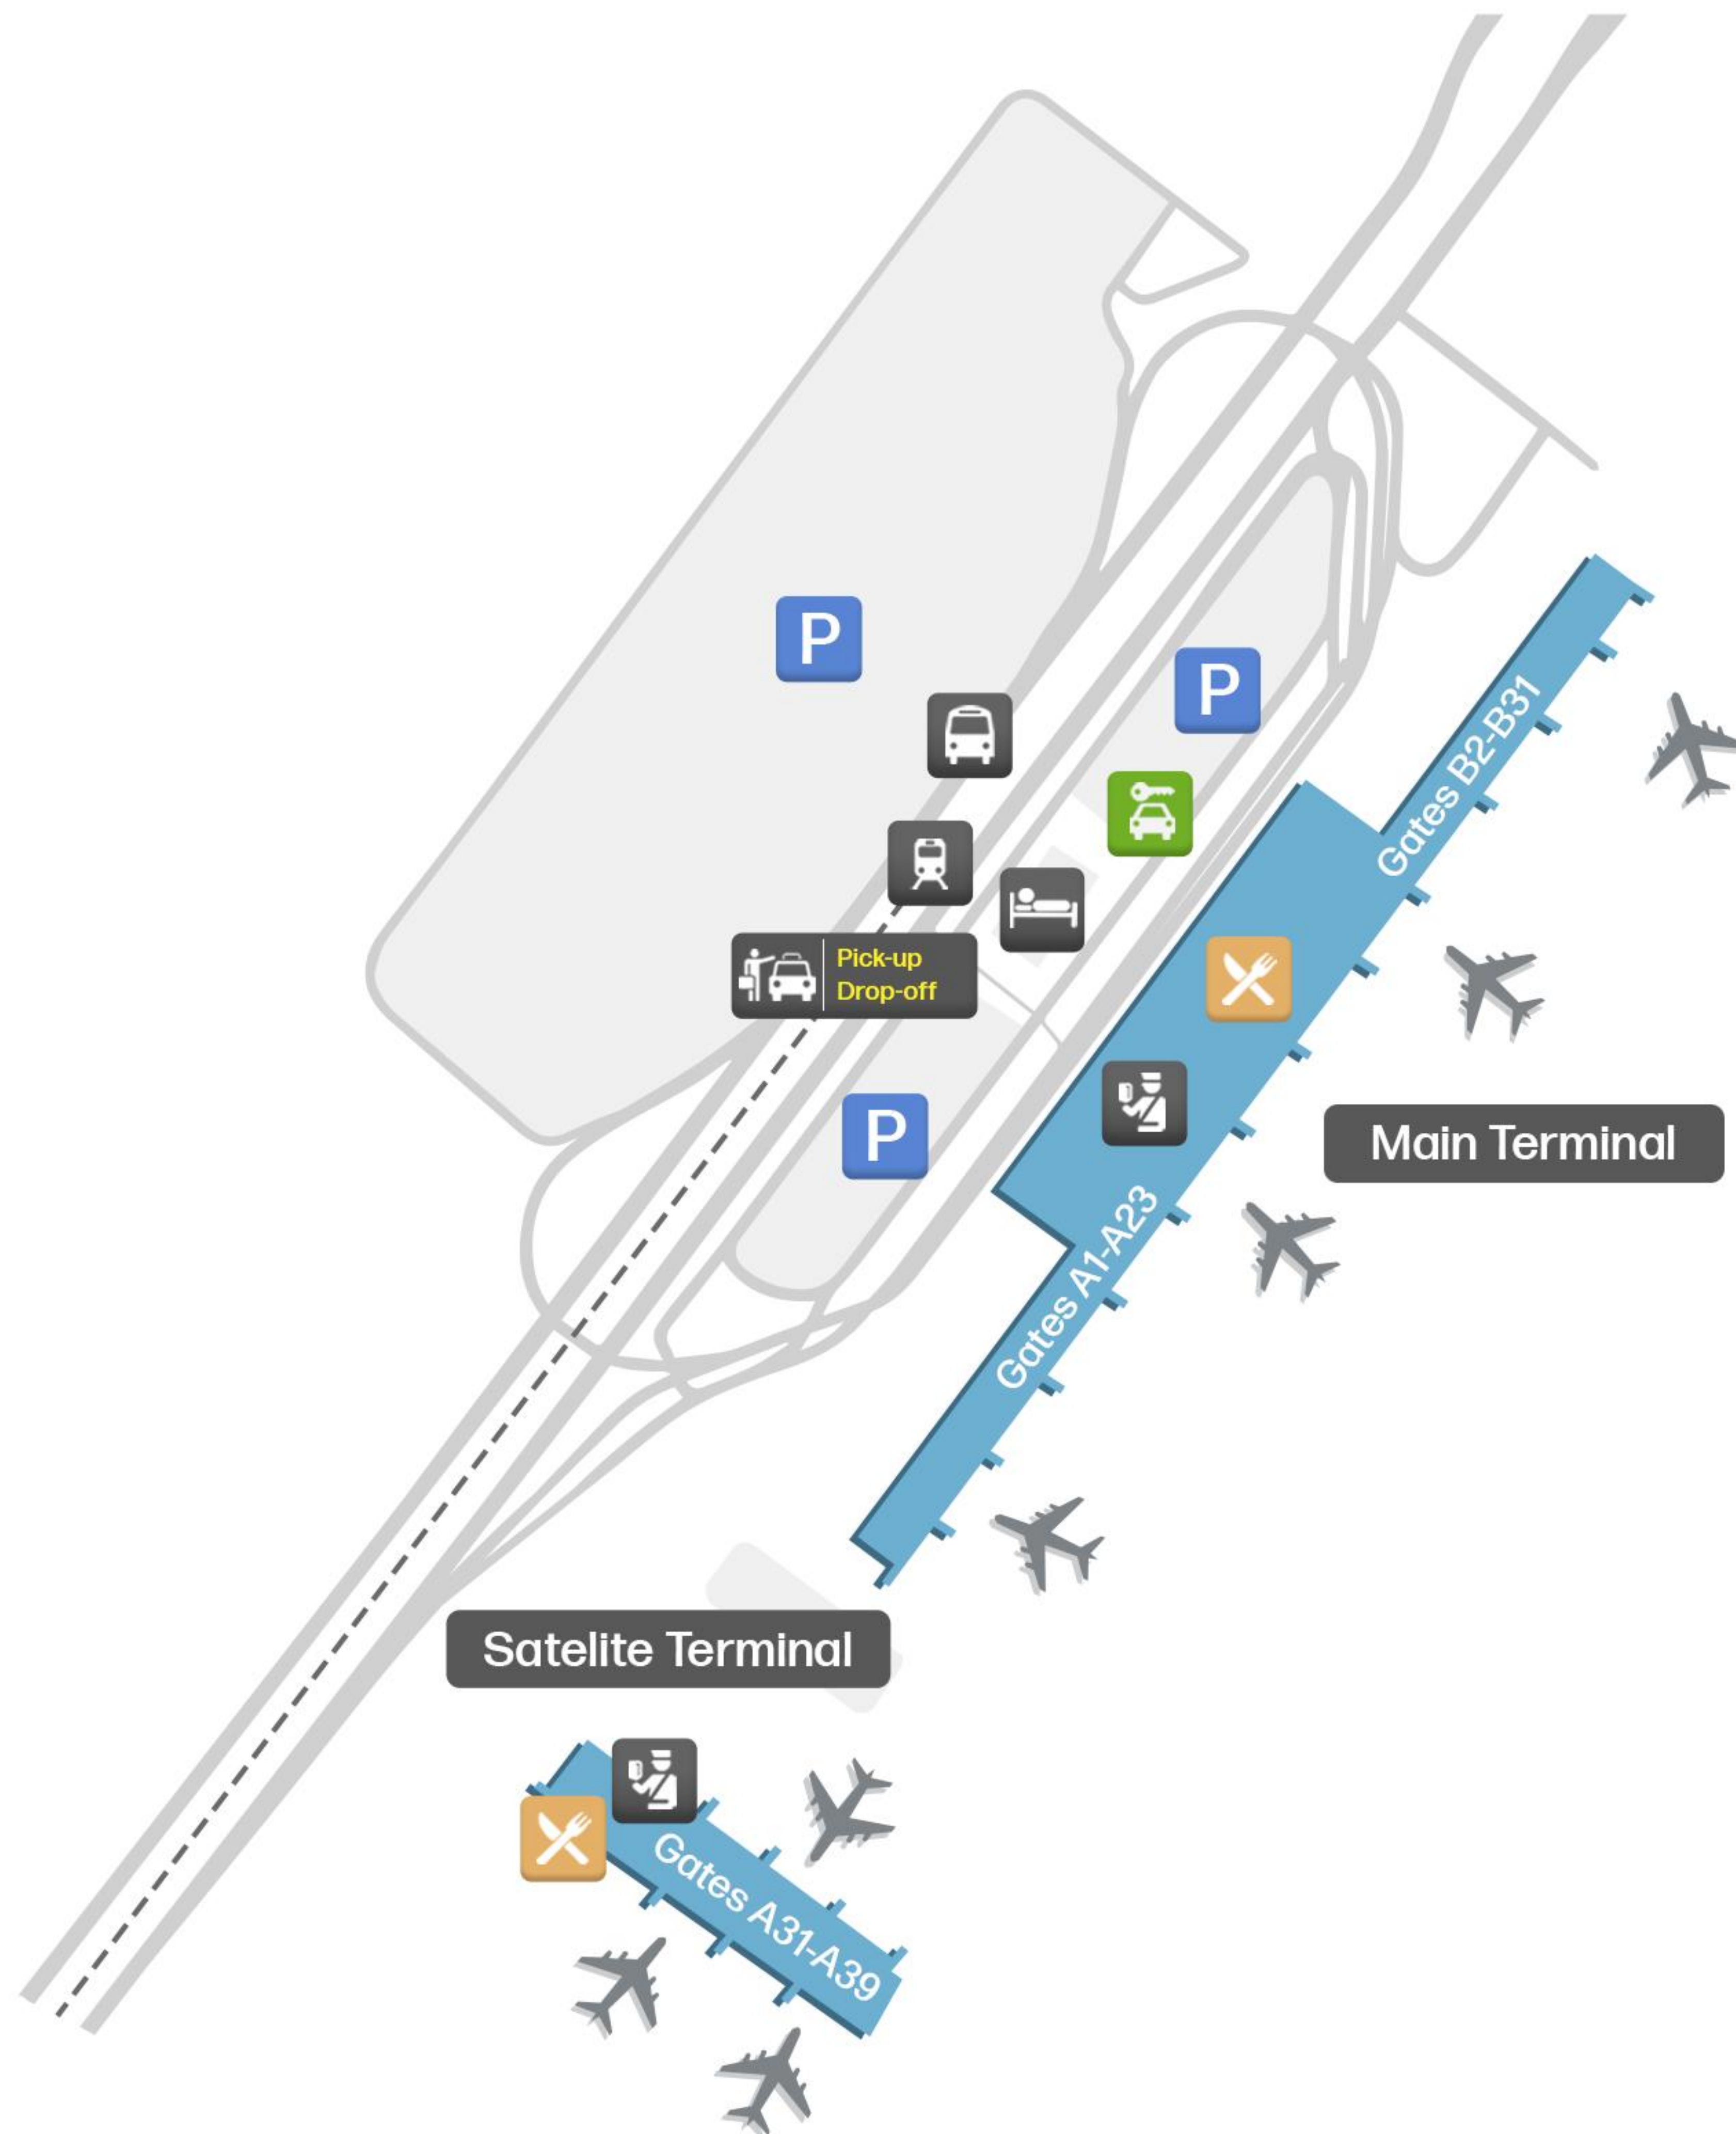 P
P
Gates B2-B31
Pick-up
Drop-off
P
Main Terminal
Gates A1-A23
Satelite Terminal
Gates A31-A39